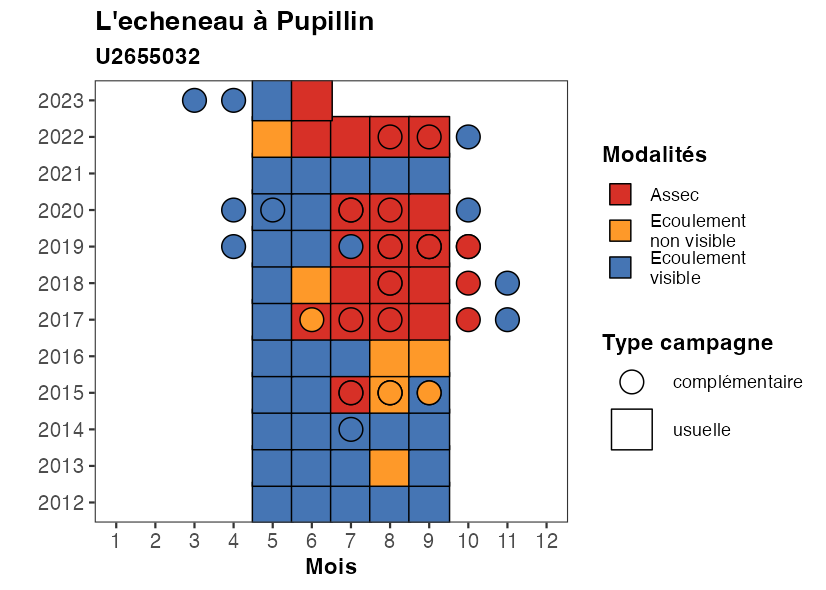 L'echeneau à Pupillin
U2655032
2023
2022
2021
2020
2019
2018
2017
2016
2015
2014
2013
2012
1 2 3 4 5 6 7 8 9 10 11 12
Mois
Modalités
Assec
Ecoulement
non visible
Ecoulement
visible
Type campagne
complémentaire
usuelle